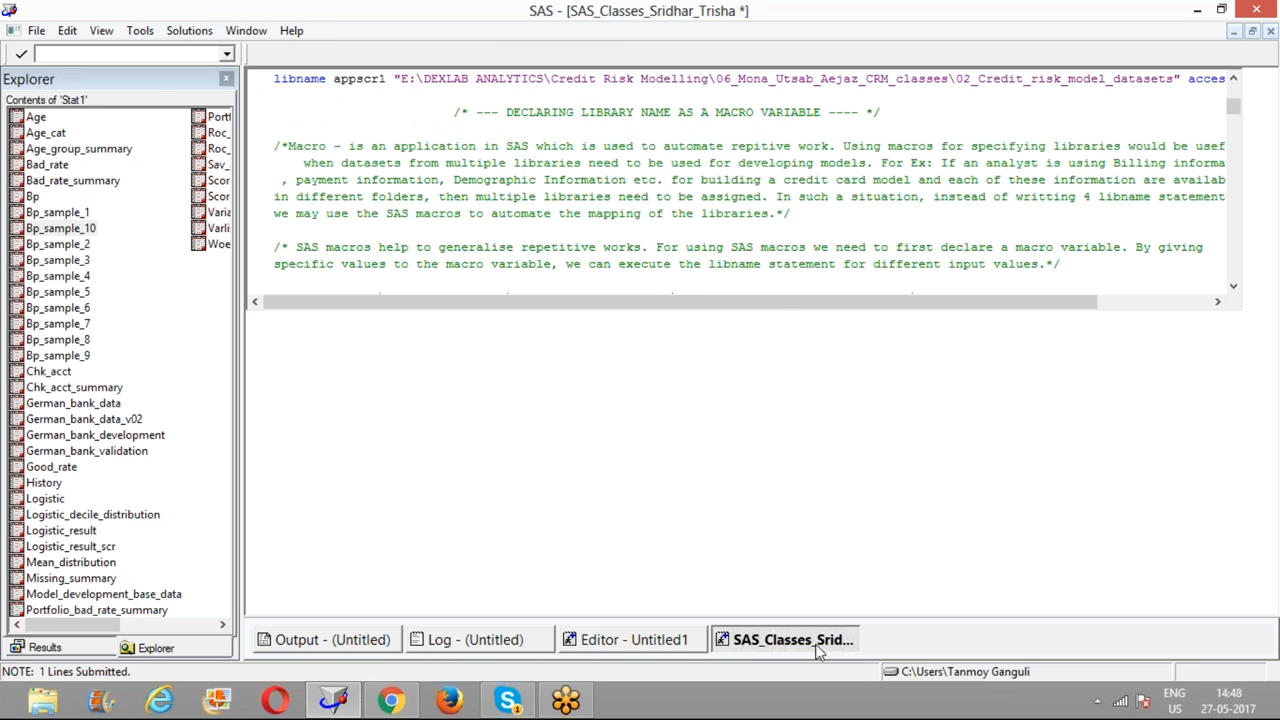 SAS - [SAS_Classes_Sridhar_Trisha *]
File Edit View Tools Solutions Window Help
Explorer
Contents of 'Stat1'
Age
Age_cat
Age_group_summary
Bad_rate
Bad_rate_summary
Bp
Bp_sample_1
Bp_sample_10
Bp_sample_2
Bp_sample_3
Bp_sample_4
Bp_sample_5
Bp_sample_6
Bp_sample_7
Bp_sample_8
Bp_sample_9
Chk_acct
Chk_acct_summary
German_bank_data
German_bank_data_v02
German_bank_development
German_bank_validation
Good_rate
History
Logistic
Logistic_decile_distribution
Logistic_result
Logistic_result_scr
Mean_distribution
Missing_summary
Model_development_base_data
Portfolio_bad_rate_summary
Portf
Roc_
Roc_
Sav_
Scor
Scor
Varia
Varli
Woe
libname appscr1 "E:\DEXLAB ANALYTICS\Credit Risk Modelling\06_Mona_Utsab_Aejaz_CRM_classes\02_Credit_risk_model_datasets" acces
/* --- DECLARING LIBRARY NAME AS A MACRO VARIABLE ---- */
/*Macro - is an application in SAS which is used to automate repitive work. Using macros for specifying libraries would be usef
when datasets from multiple libraries need to be used for developing models. For Ex: If an analyst is using Billing informa
, payment information, Demographic Information etc. for building a credit card model and each of these information are availab
in different folders, then multiple libraries need to be assigned. In such a situation, instead of writting 4 libname statement
we may use the SAS macros to automate the mapping of the libraries.*/
/* SAS macros help to generalise repetitive works. For using SAS macros we need to first declare a macro variable. By giving
specific values to the macro variable, we can execute the libname statement for different input values.*/
Results Explorer
Output - (Untitled) Log - (Untitled) Editor - Untitled1 SAS_Classes_Srid...
NOTE: 1 Lines Submitted.
C:\Users\Tanmoy Ganguli
ENG 14:48
US 27-05-2017